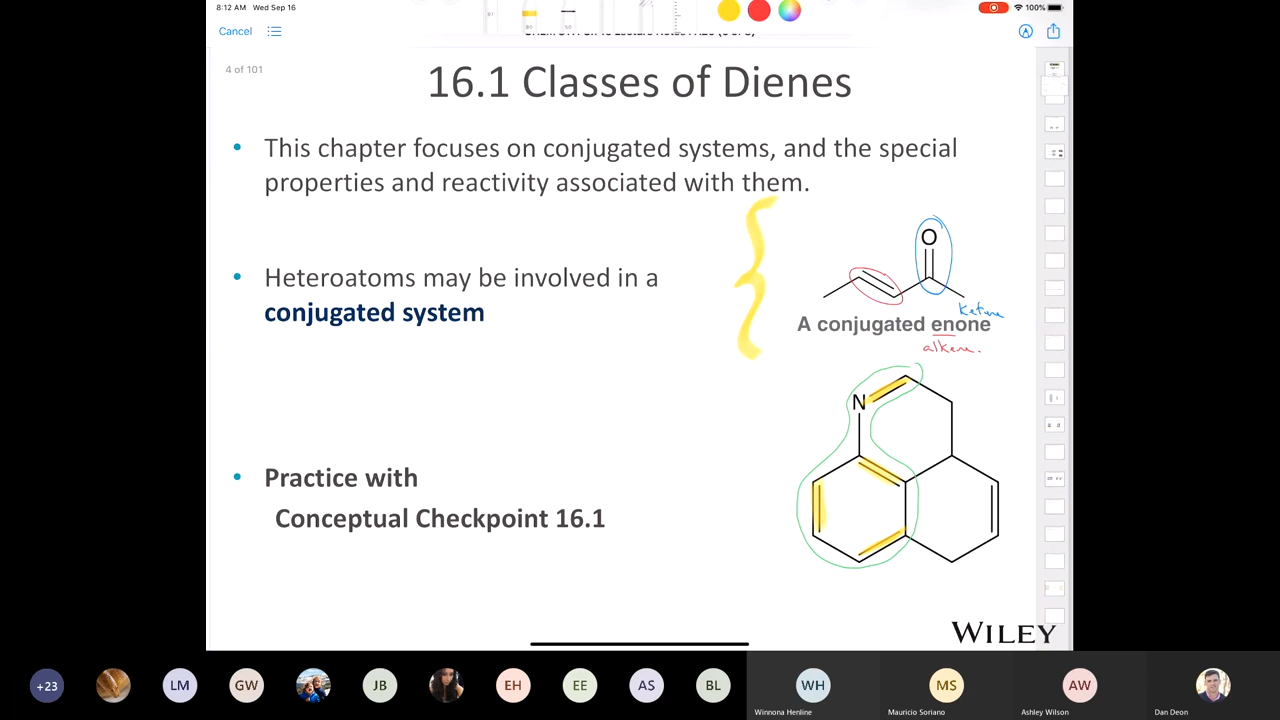 8:12 AM Wed Sep 16
100%
Cancel
4 of 101
16.1 Classes of Dienes
• This chapter focuses on conjugated systems, and the special
properties and reactivity associated with them.
• Heteroatoms may be involved in a
conjugated system
O
ketone
A conjugated enone
alkene.
N
• Practice with
Conceptual Checkpoint 16.1
WILEY
+23
LM
GW
JB
EH
EE
AS
BL
WH
MS
AW
Winnona Henline
Mauricio Soriano
Ashley Wilson
Dan Deon